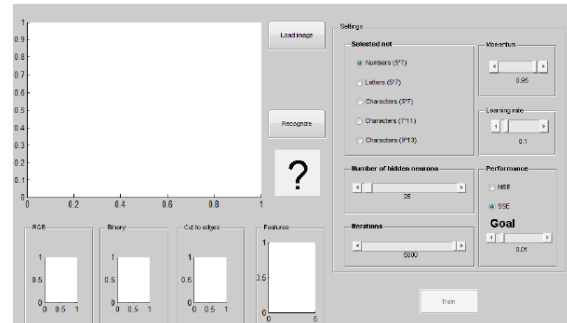 1
0.9
0.8
0.7
0.6
0.5
0.4
0.3
0.2
0.1
0
0 0.2 0.4 0.6 0.8 1
Load image
Recognize
?
RGB
1
0.5
0
0 0.5 1
Binary
1
0.5
0
0 0.5 1
Cut to edges
1
0.5
0
0 0.5 1
Features
1
0.5
0
0 5
Settings
Selected net
Numbers (5*7)
Letters (5*7)
Characters (5*7)
Characters (7*11)
Characters (9*13)
Number of hidden neurons
25
Iterations
5000
Momentum
0.95
Learning rate
0.1
Performance
MSE
SSE
Goal
0.01
Train